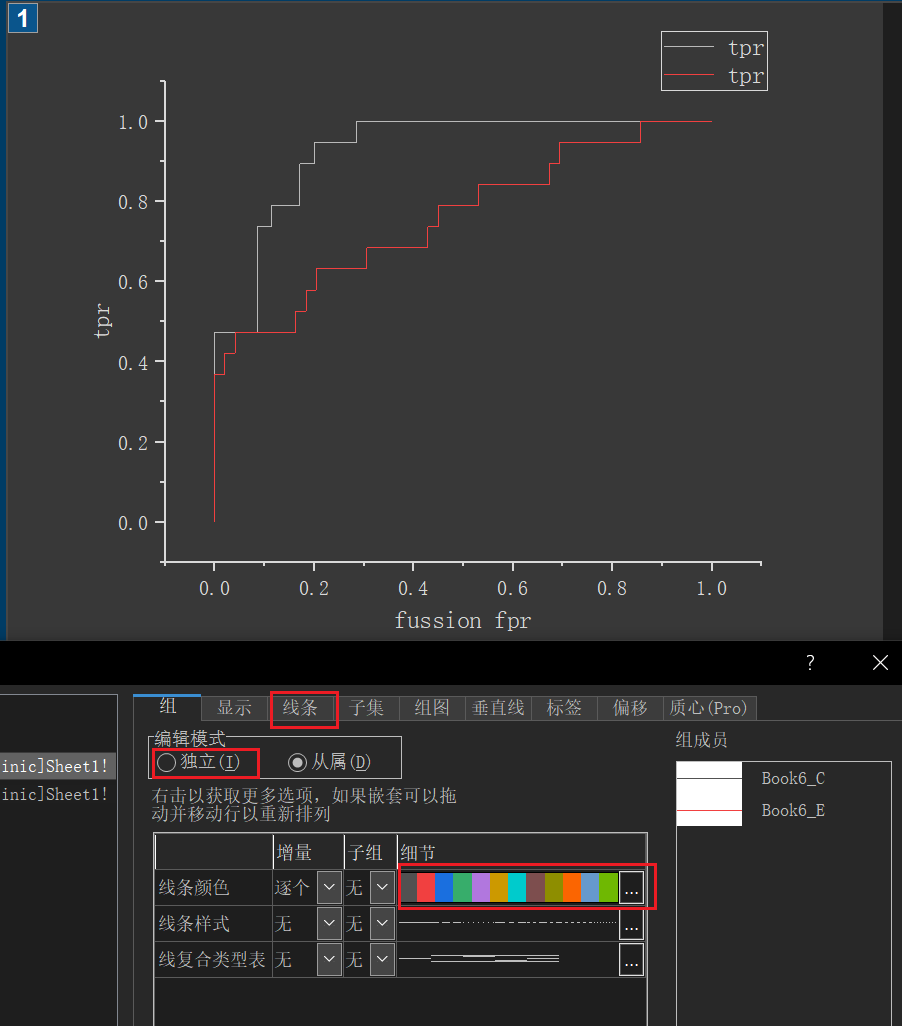 1
tpr
tpr
1.0
0.8
0.6
0.4
0.2
0.0
tpr
0.0 0.2 0.4 0.6 0.8 1.0
fussion fpr
?
组 显示 线条 子集 组图 垂直线 标签 偏移 质心(Pro)
编辑模式
独立(I) 从属(D)
右击以获取更多选项，如果嵌套可以拖
动并移动行以重新排列
增量 子组 细节
线条颜色 逐个 无 ...
线条样式 无 无 ...
线复合类型表 无 无 ...
inic]Sheet1!
inic]Sheet1!
组成员
Book6_C
Book6_E